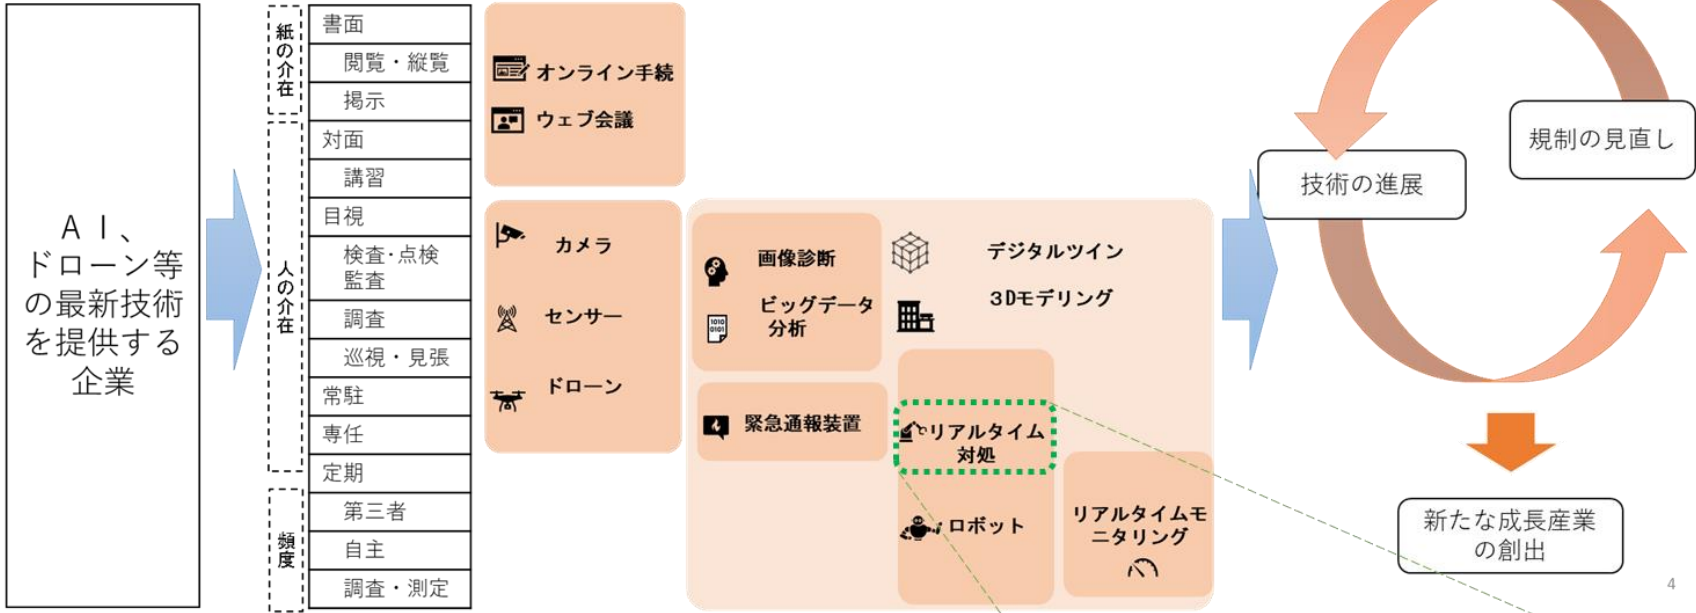 ＡＩ、
ドローン等
の最新技術
を提供する
企業
紙の介在
人の介在
頻度
書面
閲覧・縦覧
掲示
対面
講習
目視
検査･点検
監査
調査
巡視・見張
常駐
専任
定期
第三者
自主
調査・測定
オンライン手続
ウェブ会議
カメラ
センサー
ドローン
画像診断
1010
0101
ビッグデータ
分析
緊急通報装置
デジタルツイン
３Dモデリング
リアルタイム
対処
ロボット
リアルタイムモ
ニタリング
技術の進展
規制の見直し
新たな成長産業
の創出
4